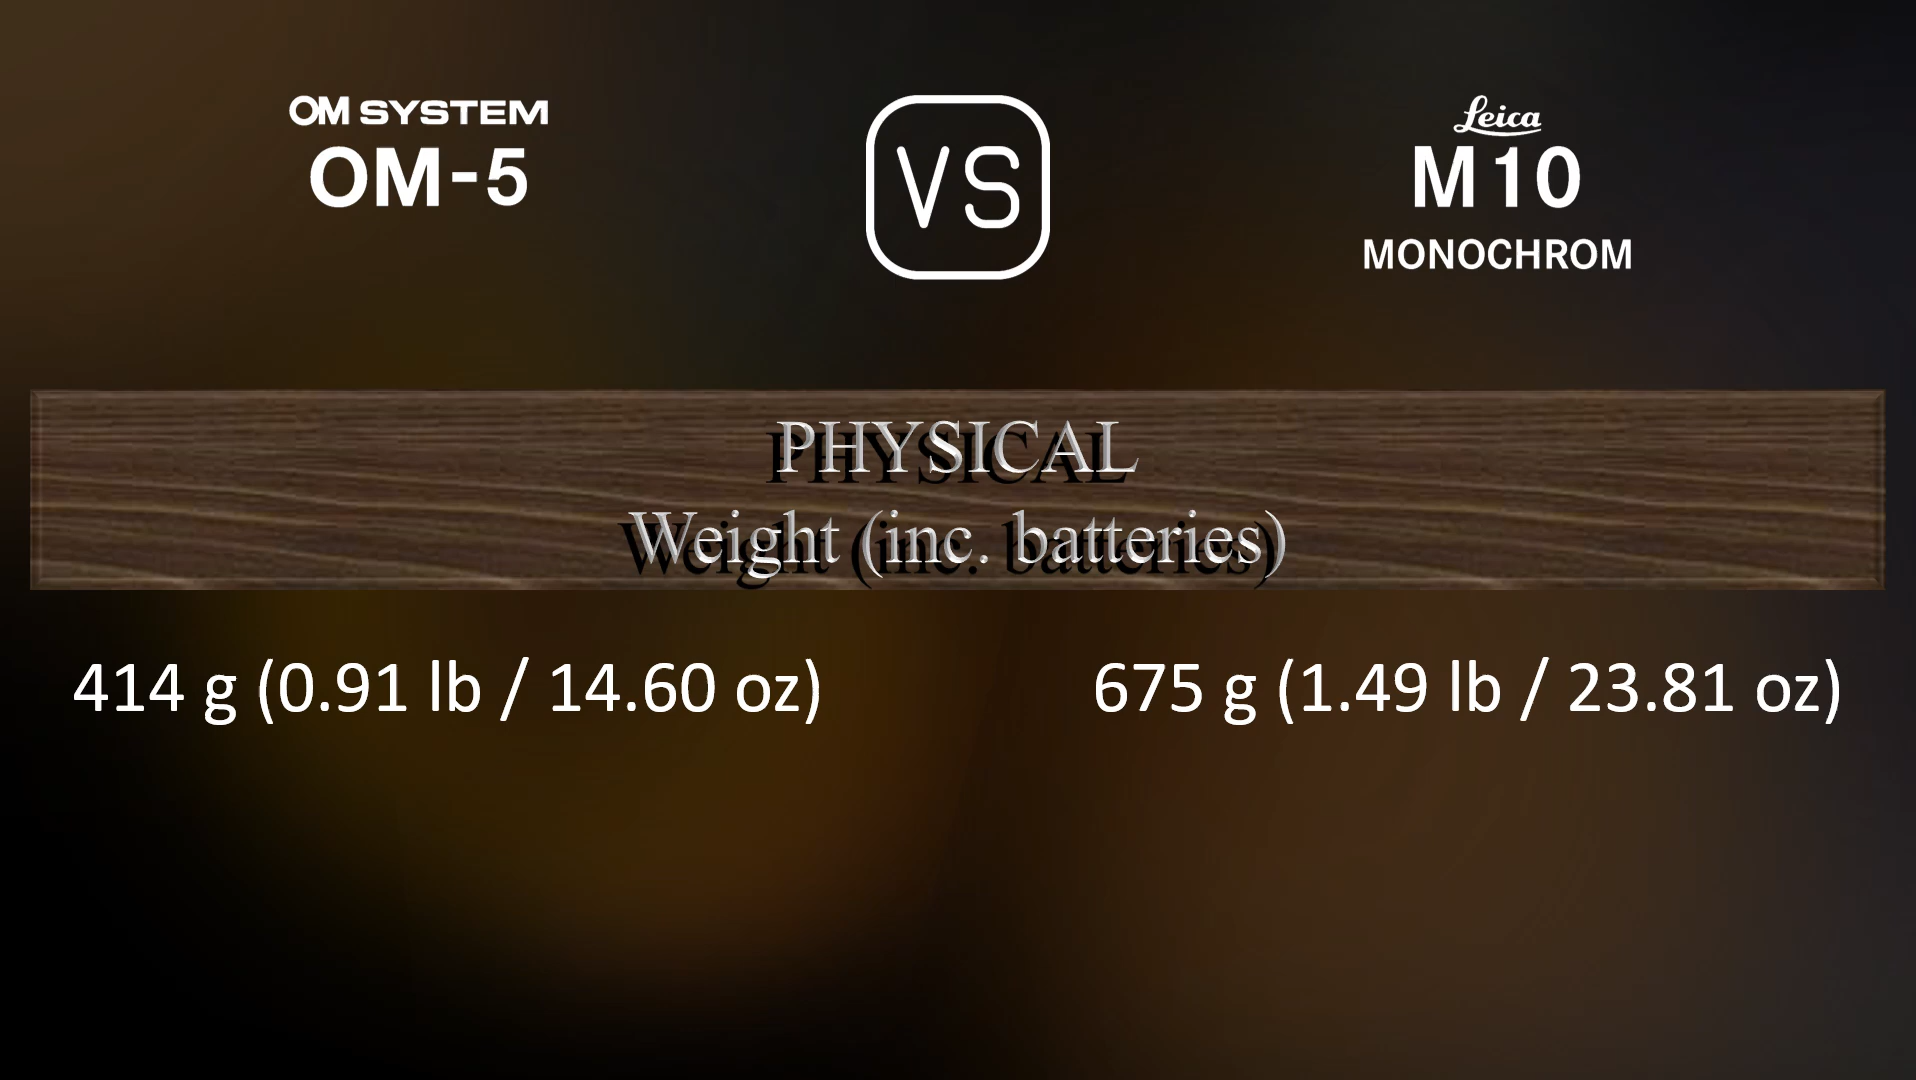 OM SYSTEM
OM-5
VS
Leica
M10
MONOCHROM
PHYSICAL
Weight (inc. batteries)
414 g (0.91 lb / 14.60 oz)
675 g (1.49 lb / 23.81 oz)